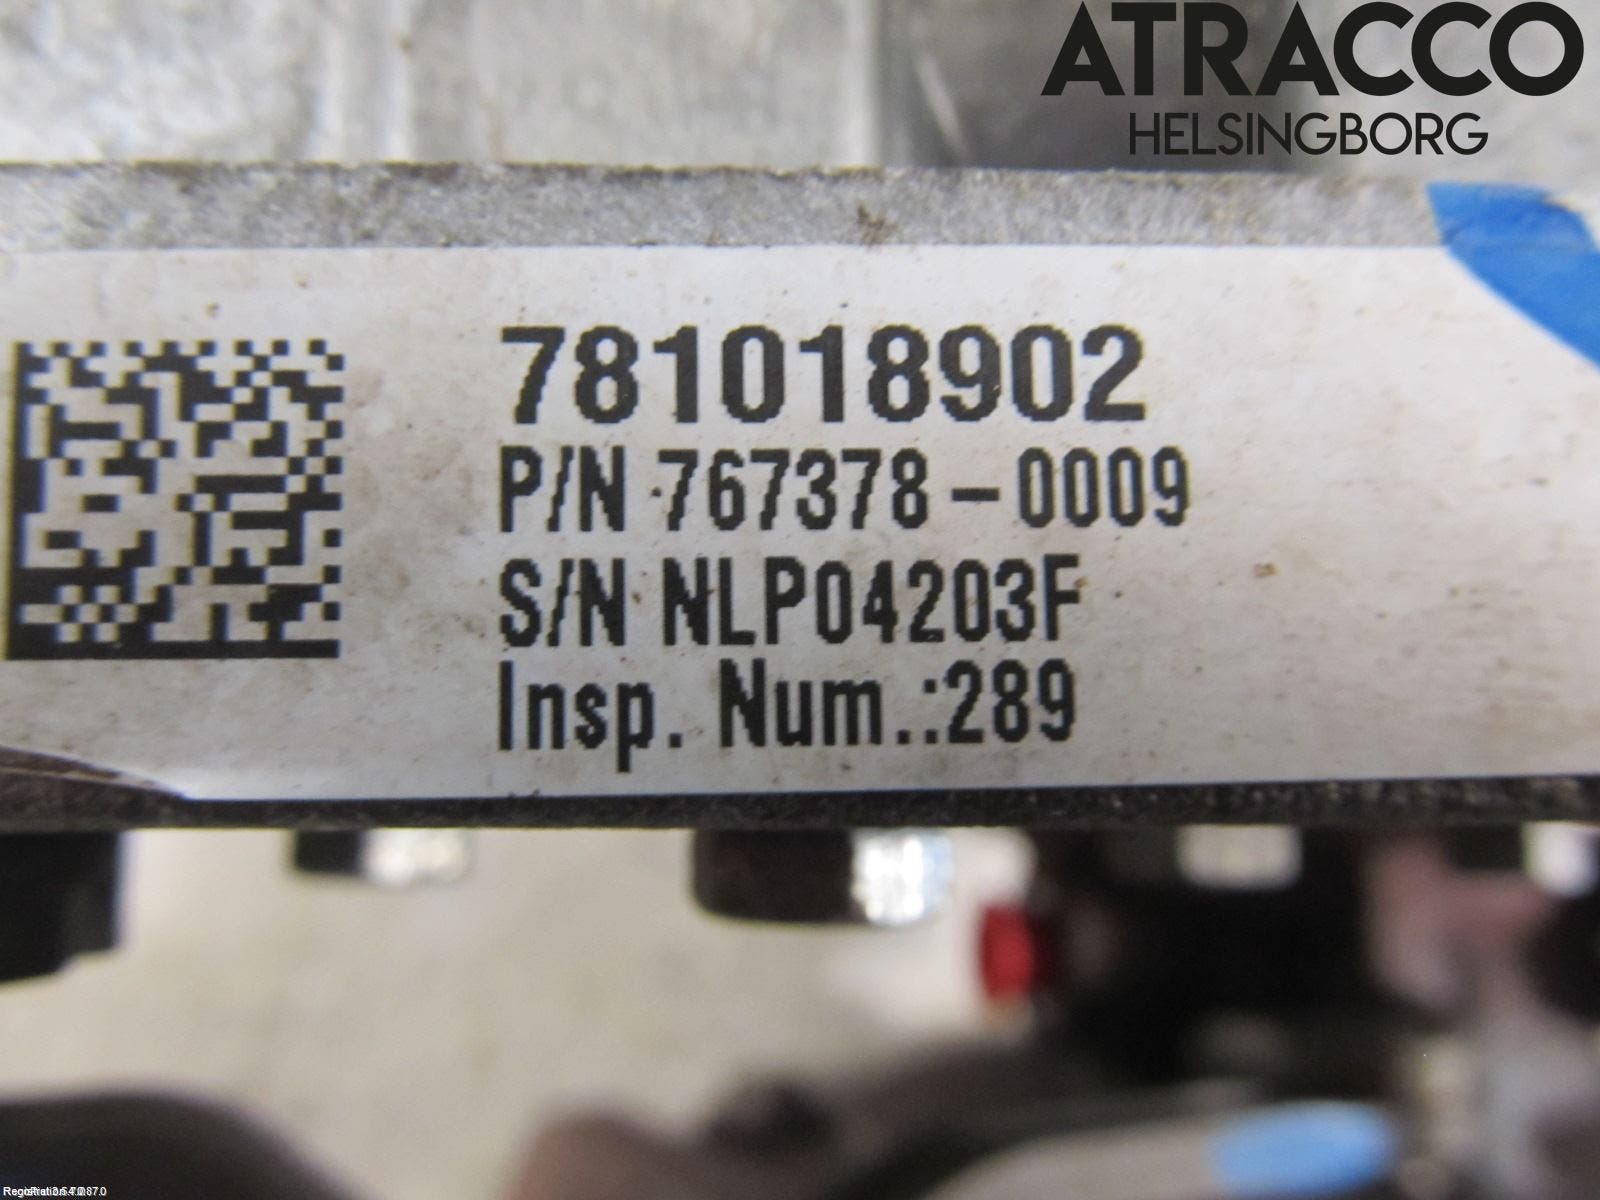 ATRACCO
HELSINGBORG
781018902
P/N 767378-0009
S/N NLP04203F
Insp. Num.:289